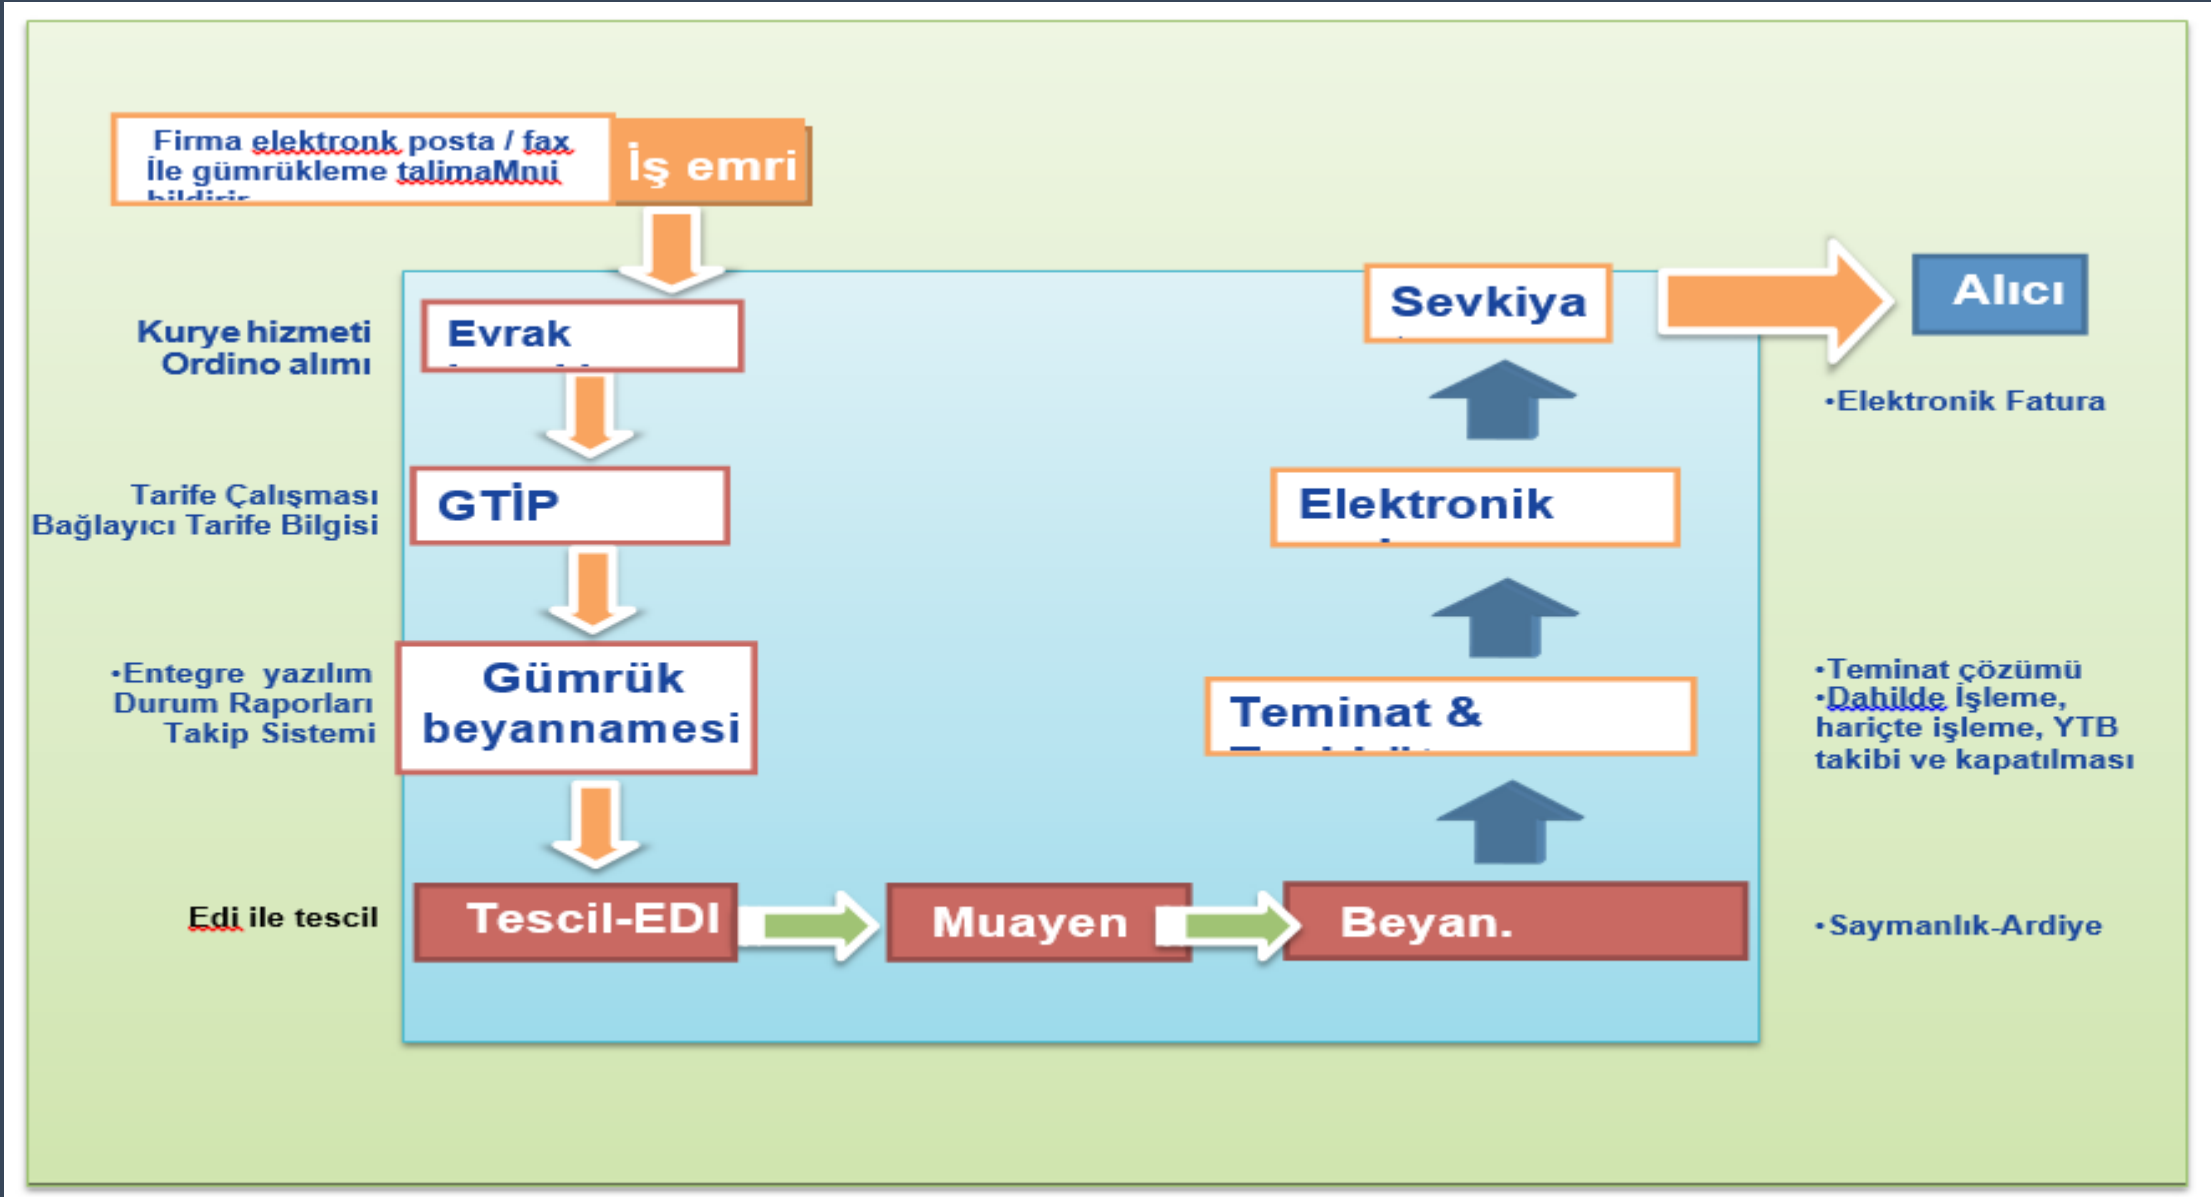 Firma elektronk posta / fax
İle gümrükleme talimaMnıi
bildirir
İş emri
Kurye hizmeti
Ordino alımı
Evrak
Tarife Çalışması
Bağlayıcı Tarife Bilgisi
GTİP
•Entegre yazılım
Durum Raporları
Takip Sistemi
Gümrük
beyannamesi
Edi ile tescil
Tescil-EDI
Muayen
Beyan.
•Saymanlık-Ardiye
Teminat &
•Teminat çözümü
•Dahilde İşleme,
hariçte işleme, YTB
takibi ve kapatılması
Elektronik
Sevkiya
Alıcı
•Elektronik Fatura